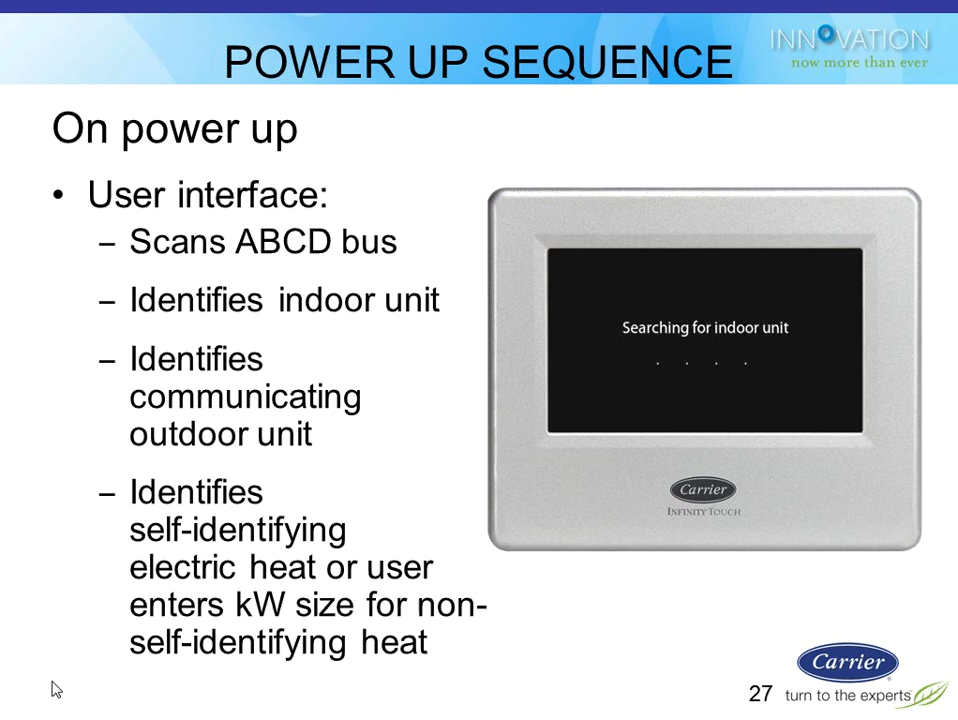 INNOVATION
now more than ever
POWER UP SEQUENCE
On power up
• User interface:
– Scans ABCD bus
– Identifies indoor unit
– Identifies
communicating
outdoor unit
– Identifies
self-identifying
electric heat or user
enters kW size for non-
self-identifying heat
Searching for indoor unit
. . . .
Carrier
INFINITY TOUCH
Carrier
27 turn to the experts